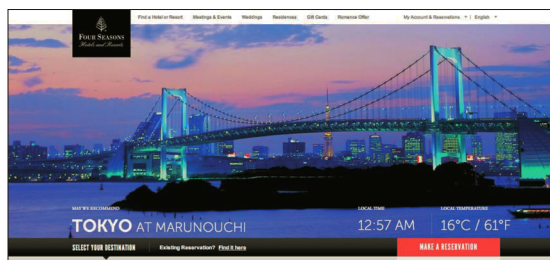 FOUR SEASONS
Hotels and Resorts
Find a Hotel or Resort Meetings & Events Weddings Residences Gift Cards Romance Offer My Account & Reservations English
MAY WE RECOMMEND
TOKYO AT MARUNOUCHI
LOCAL TIME
12:57 AM
LOCAL TEMPERATURE
16°C / 61°F
SELECT YOUR DESTINATION Existing Reservation? Find it here MAKE A RESERVATION